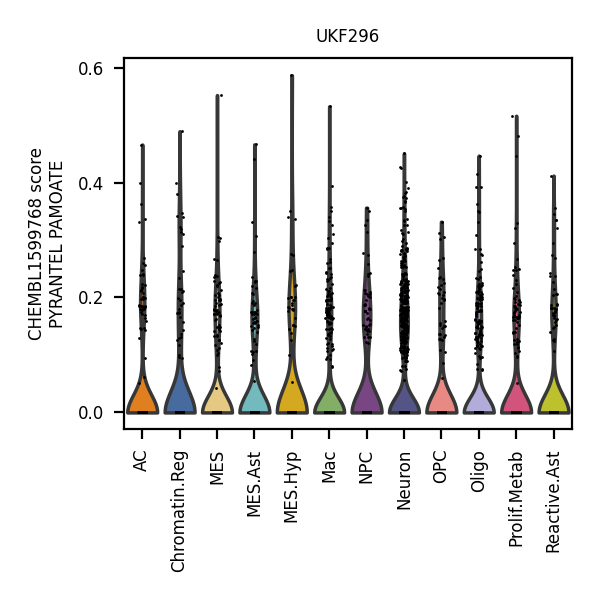 UKF296
CHEMBL1599768 score
PYRANTEL PAMOATE
0.6
0.4
0.2
0.0
AC
Chromatin.Reg
MES
MES.Ast
MES.Hyp
Mac
NPC
Neuron
OPC
Oligo
Prolif.Metab
Reactive.Ast